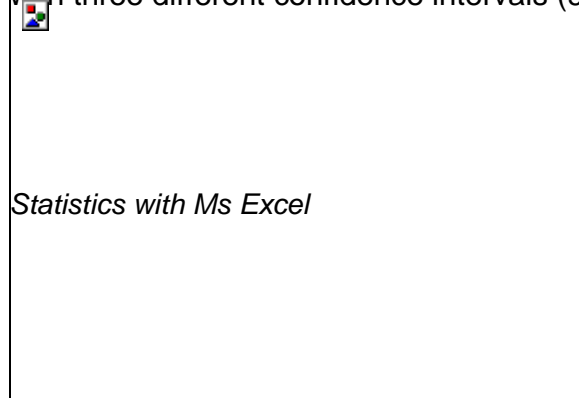 three different confidence intervals (
Statistics with Ms Excel